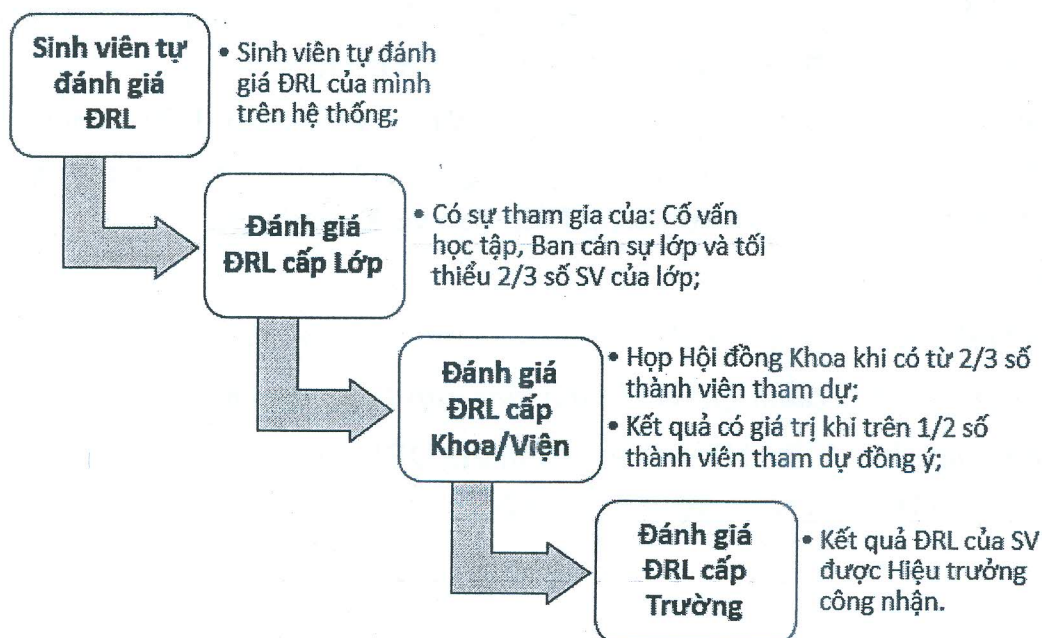 Sinh viên tự
đánh giá
ĐRL
• Sinh viên tự đánh
giá ĐRL của mình
trên hệ thống;
Đánh giá
ĐRL cấp Lớp
• Có sự tham gia của: Cố vấn
học tập, Ban cán sự lớp và tối
thiểu 2/3 số SV của lớp;
Đánh giá
ĐRL cấp
Khoa/Viện
• Họp Hội đồng Khoa khi có từ 2/3 số
thành viên tham dự;
• Kết quả có giá trị khi trên 1/2 số
thành viên tham dự đồng ý;
Đánh giá
ĐRL cấp
Trường
• Kết quả ĐRL của SV
được Hiệu trưởng
công nhận.